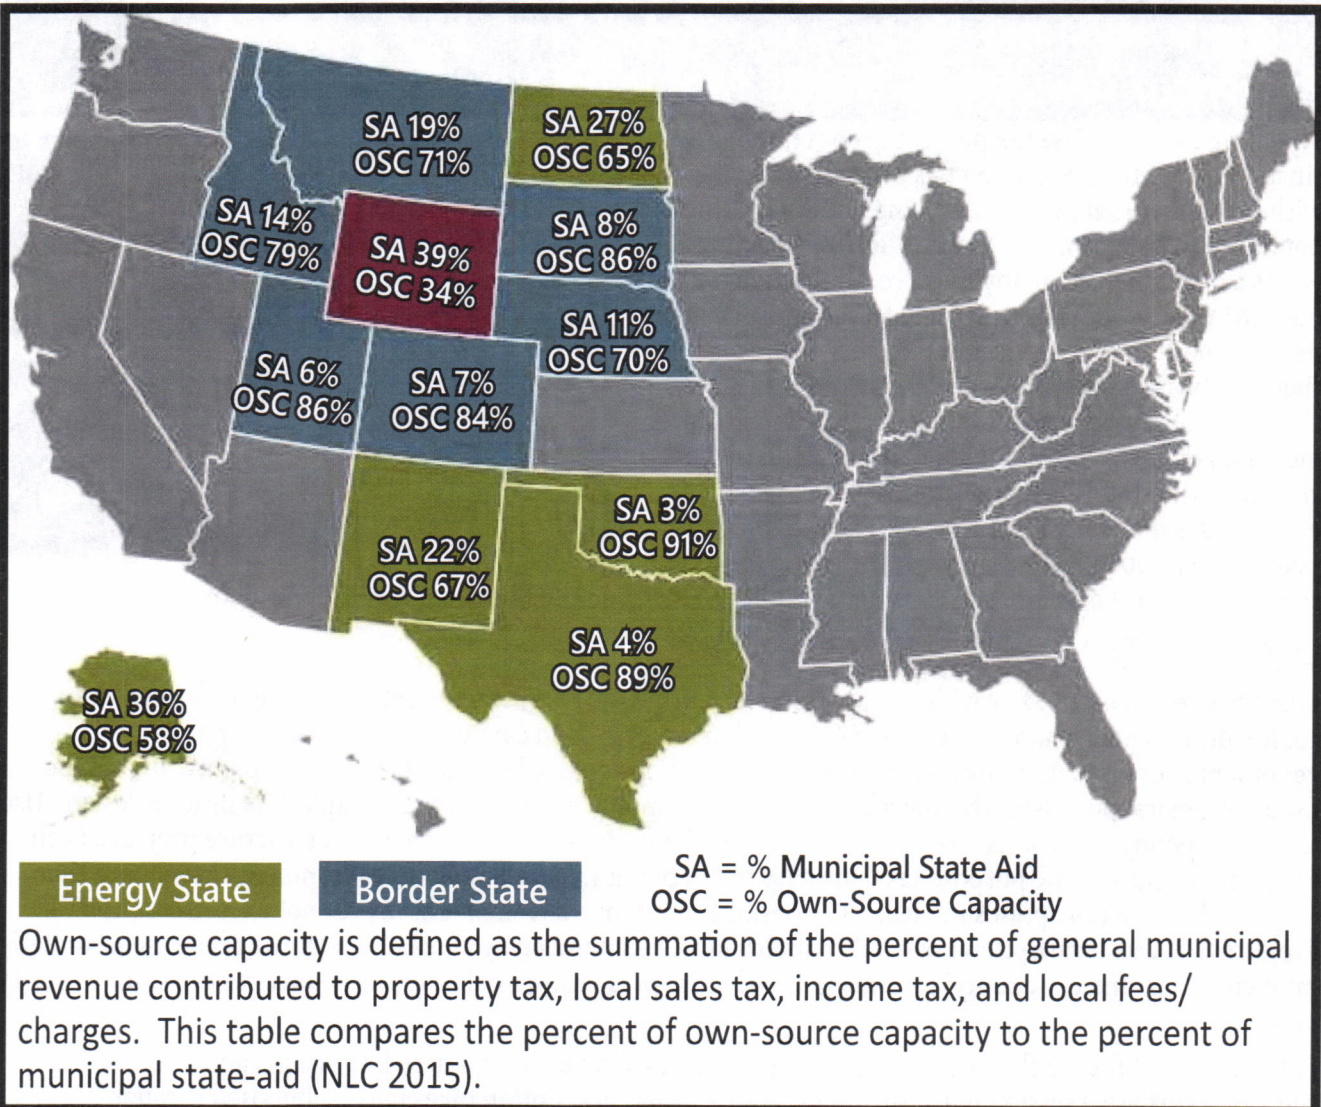 SA 19%
OSC 71%
SA 27%
OSC 65%
SA 14%
OSC 79%
SA 39%
OSC 34%
SA 8%
OSC 86%
SA 11%
OSC 70%
SA 6%
OSC 86%
SA 7%
OSC 84%
SA 3%
OSC 91%
SA 22%
OSC 67%
SA 4%
OSC 89%
SA 36%
OSC 58%
Energy State
Border State
SA = % Municipal State Aid
OSC = % Own-Source Capacity
Own-source capacity is defined as the summation of the percent of general municipal
revenue contributed to property tax, local sales tax, income tax, and local fees/
charges. This table compares the percent of own-source capacity to the percent of
municipal state-aid (NLC 2015).